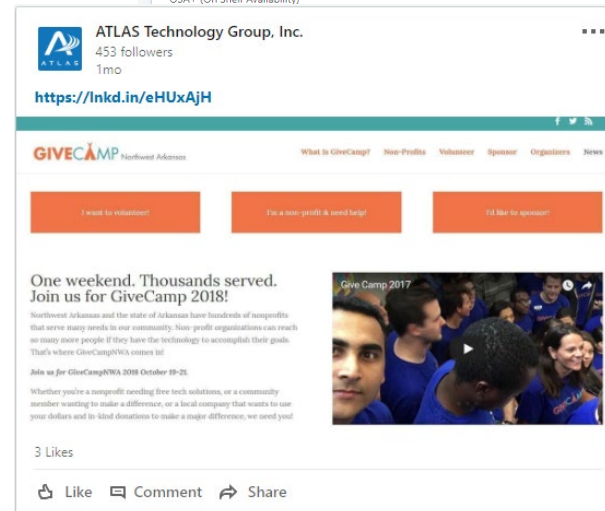 OSA+ (On Shelf Availability)
ATLAS Technology Group, Inc.
453 followers
1mo
ATLAS
https://lnkd.in/eHUxAjH
GIVECAMP Northwest Arkansas
What is GiveCamp? Non-Profits Volunteer Sponsor Organizers News
I want to volunteer!
I'm a non-profit & need help!
I'd like to sponsor!
One weekend. Thousands served.
Join us for GiveCamp 2018!
Northwest Arkansas and the state of Arkansas have hundreds of nonprofits
that serve many needs in our community. Non-profit organizations can reach
so many more people if they have the technology to accomplish their goals.
That's where GiveCampNWA comes in!
Join us for GiveCampNWA 2018 October 19-21.
Whether you're a nonprofit needing free tech solutions, or a community
member wanting to make a difference, or a local company that wants to use
your dollars and in-kind donations to make a major difference, we need you!
Give Camp 2017
3 Likes
Like Comment Share